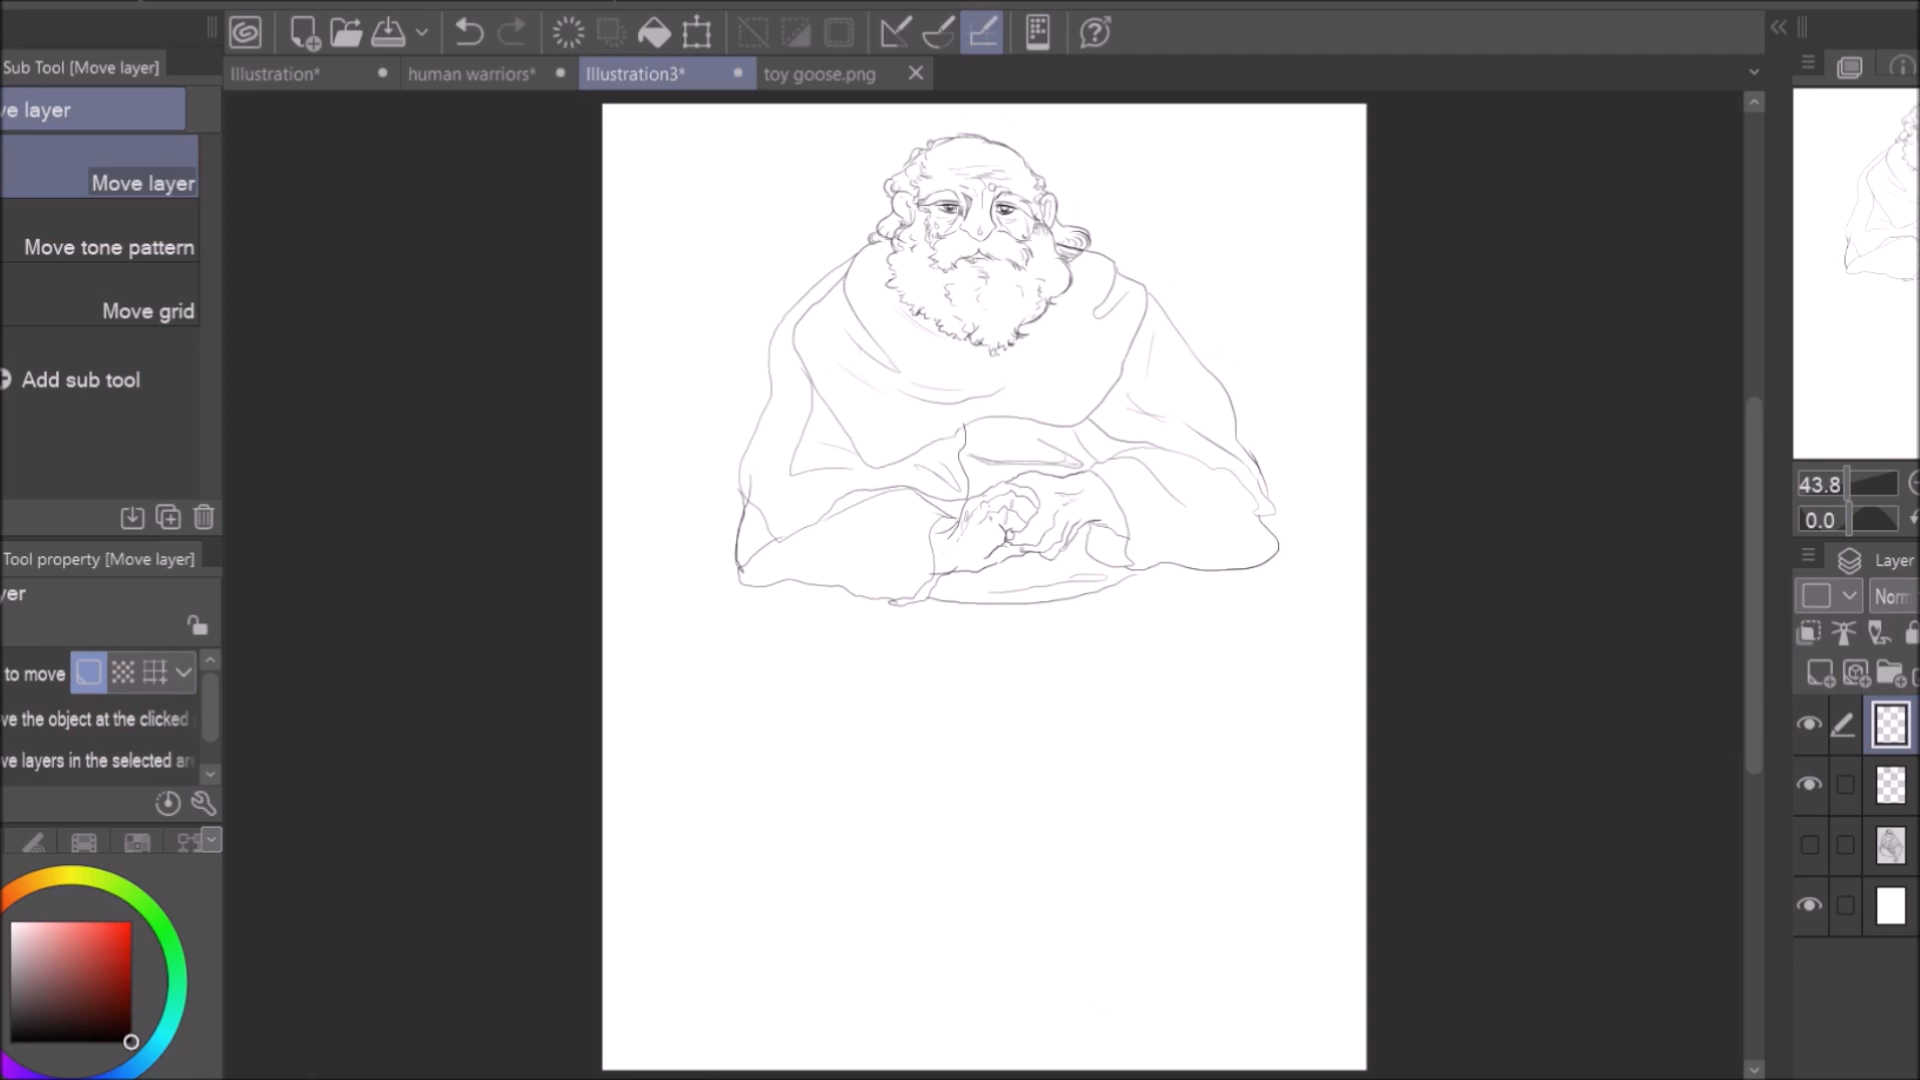 Illustration*
human warriors*
Illustration3*
toy goose.png
Sub Tool [Move layer]
ve layer
Move layer
Move tone pattern
Move grid
Add sub tool
Tool property [Move layer]
yer
to move
ve the object at the clicked
ve layers in the selected ar
43.8
0.0
Layer
Norm